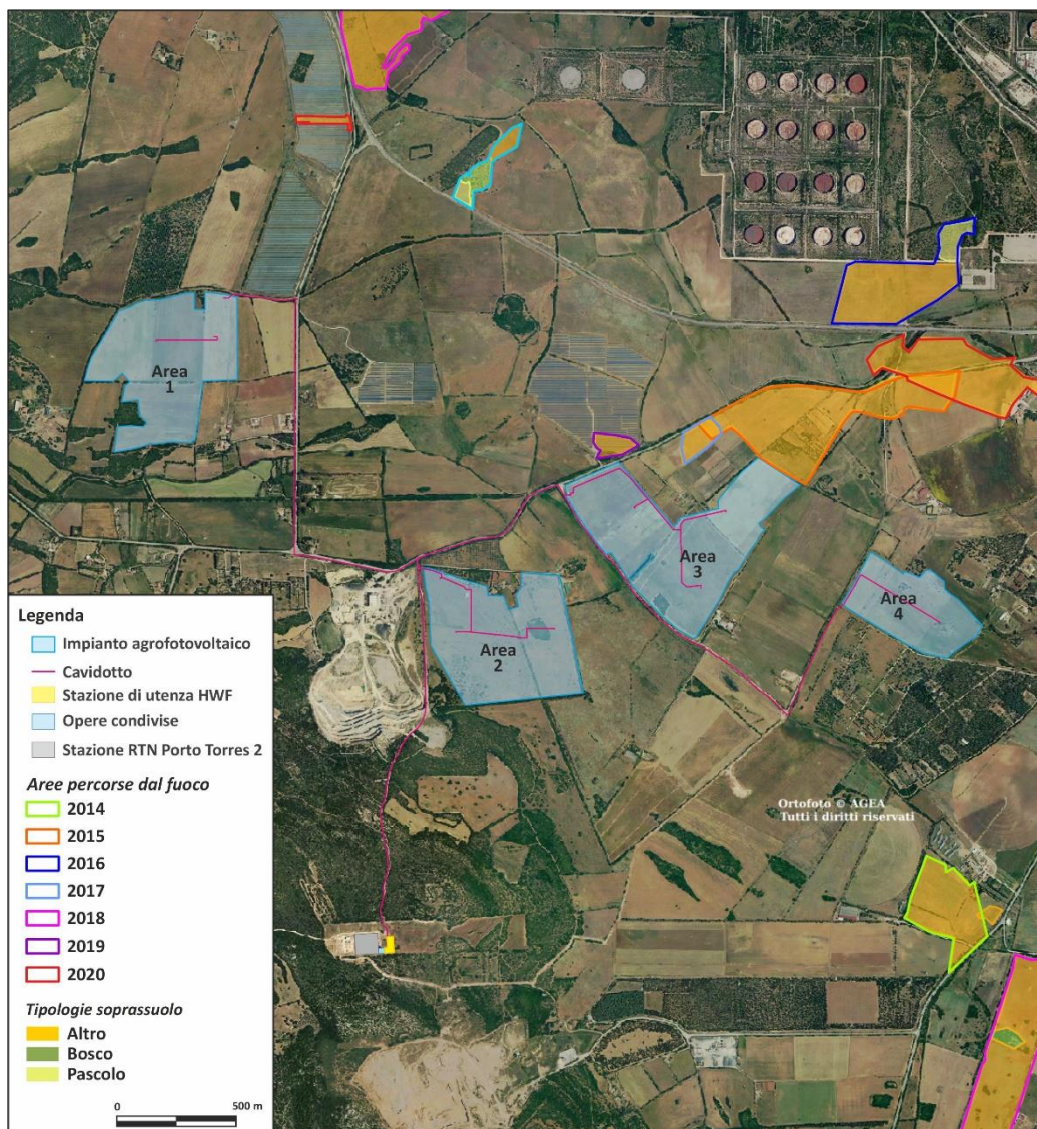 Area
1
Area
2
Area
3
Area
4
Ortofoto © AGEA
Tutti i diritti riservati
Legenda
Impianto agrofotovoltaico
Cavidotto
Stazione di utenza HWF
Opere condivise
Stazione RTN Porto Torres 2
Aree percorse dal fuoco
2014
2015
2016
2017
2018
2019
2020
Tipologie soprassuolo
Altro
Bosco
Pascolo
0 500 m